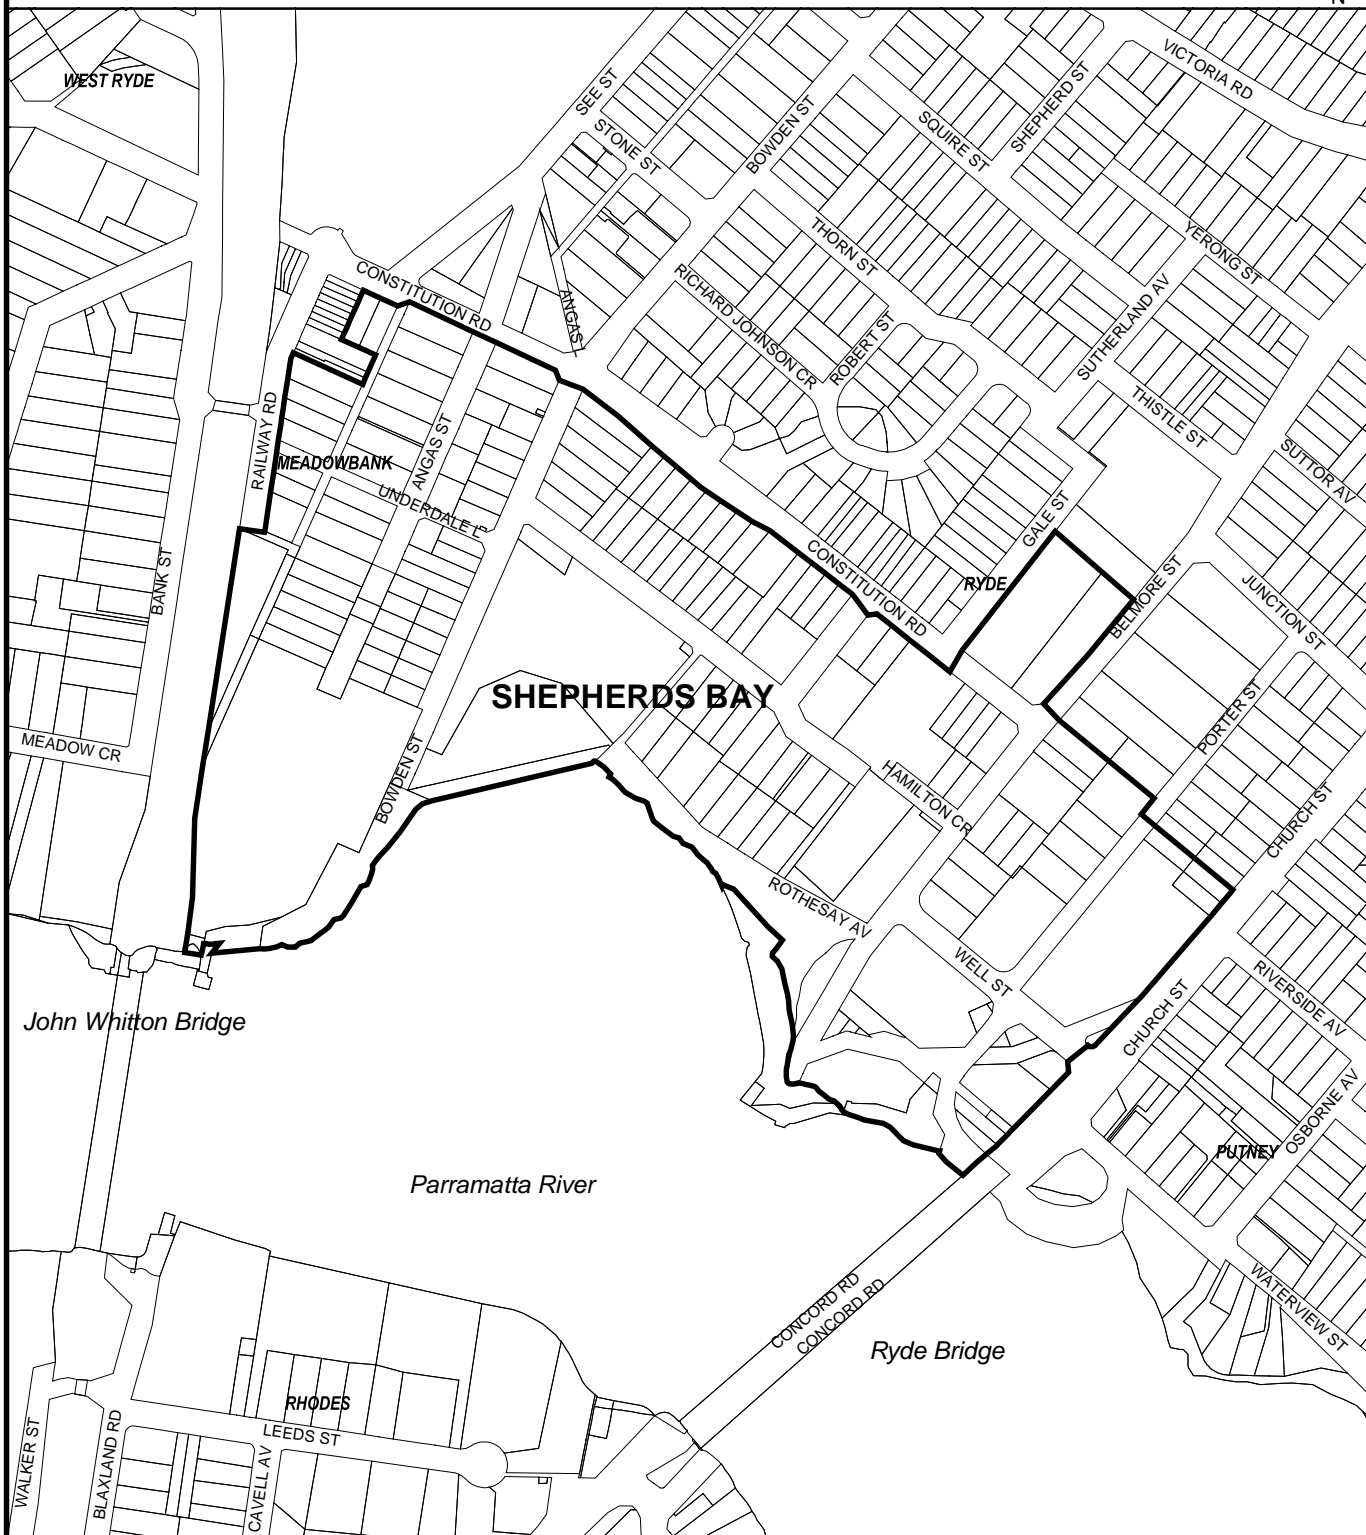 N
VICTORIA RD
WEST RYDE
SEE ST
SHEPHERD ST
STONE ST
BOWDEN ST
SQUIRE ST
YERONG ST
THORN ST
CONSTITUTION RD
ANGAS L
RICHARD JOHNSON CR
ROBERT ST
SUTHERLAND AV
THISTLE ST
SUTTOR AV
RAILWAY RD
MEADOWBANK
ANGAS ST
UNDERDALE L
GALE ST
CONSTITUTION RD
RYDE
BELMORE ST
JUNCTION ST
BANK ST
SHEPHERDS BAY
PORTER ST
MEADOW CR
BOWDEN ST
HAMILTON CR
CHURCH ST
ROTHESAY AV
WELL ST
RIVERSIDE AV
CHURCH ST
John Whitton Bridge
OSBORNE AV
PUTNEY
Parramatta River
WATERVIEW ST
CONCORD RD
CONCORD RD
Ryde Bridge
RHODES
LEEDS ST
WALKER ST
BLAXLAND RD
CAVELL AV